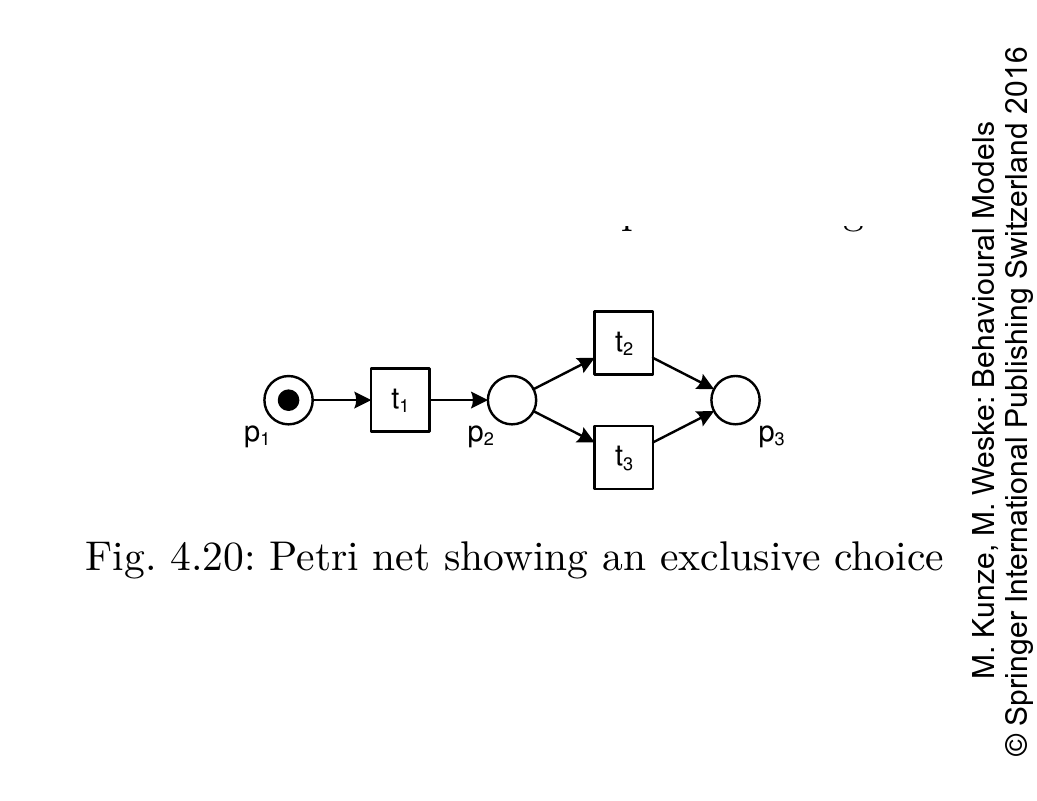 t2
t1
p1
p2
p3
t3
Fig. 4.20: Petri net showing an exclusive choice
M. Kunze, M. Weske: Behavioural Models
© Springer International Publishing Switzerland 2016